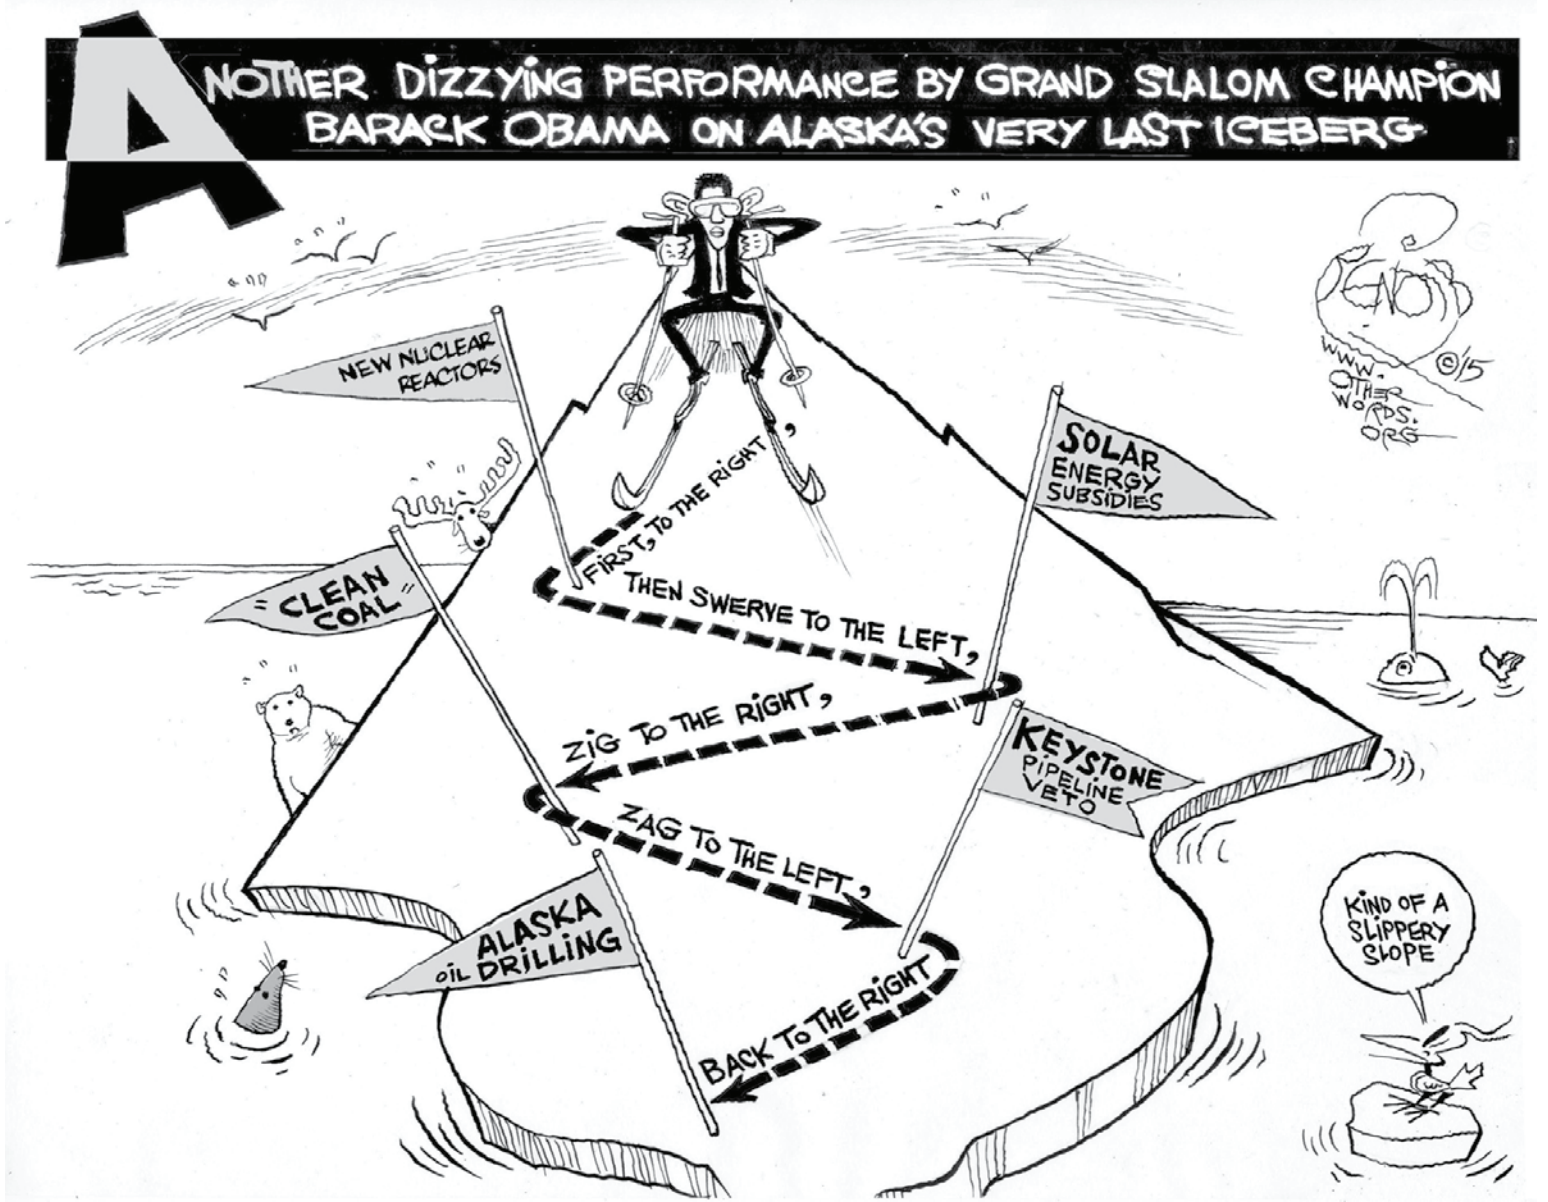 ANOTHER DIZZYING PERFORMANCE BY GRAND SLALOM CHAMPION
BARACK OBAMA ON ALASKA'S VERY LAST ICEBERG
NEW NUCLEAR
REACTORS
©'15
WWW.
OTHER
WORDS.
ORG
SOLAR
ENERGY
SUBSIDIES
FIRST, TO THE RIGHT,
THEN SWERVE TO THE LEFT,
"CLEAN
COAL"
ZIG TO THE RIGHT,
KEYSTONE
PIPELINE
VETO
ZAG TO THE LEFT,
ALASKA
OIL DRILLING
BACK TO THE RIGHT
KIND OF A
SLIPPERY
SLOPE